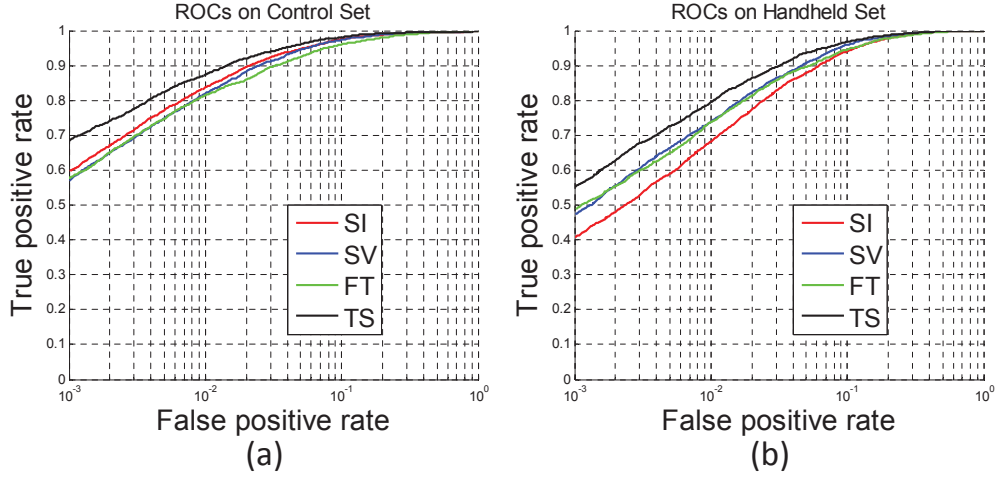 ROCs on Control Set
1
0.9
0.8
0.7
0.6
0.5
0.4
0.3
0.2
0.1
0
True positive rate
SI
SV
FT
TS
10^-3
10^-2
10^-1
10^0
False positive rate
(a)
ROCs on Handheld Set
1
0.9
0.8
0.7
0.6
0.5
0.4
0.3
0.2
0.1
0
True positive rate
SI
SV
FT
TS
10^-3
10^-2
10^-1
10^0
False positive rate
(b)